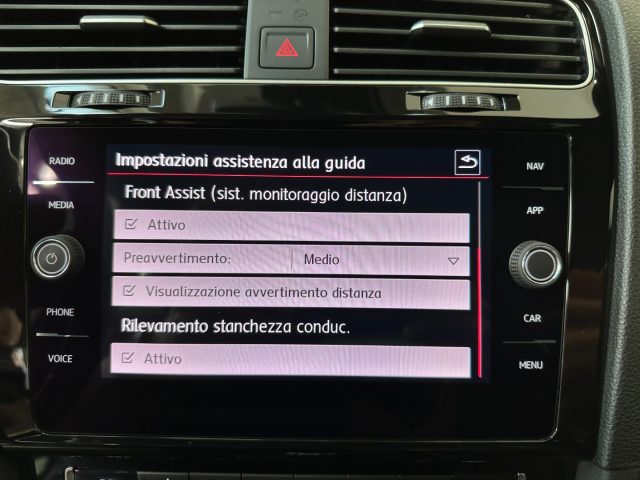 RADIO
MEDIA
PHONE
VOICE
Impostazioni assistenza alla guida
Front Assist (sist. monitoraggio distanza)
Attivo
Preavvertimento: Medio
Visualizzazione avvertimento distanza
Rilevamento stanchezza conduc.
Attivo
NAV
APP
CAR
MENU